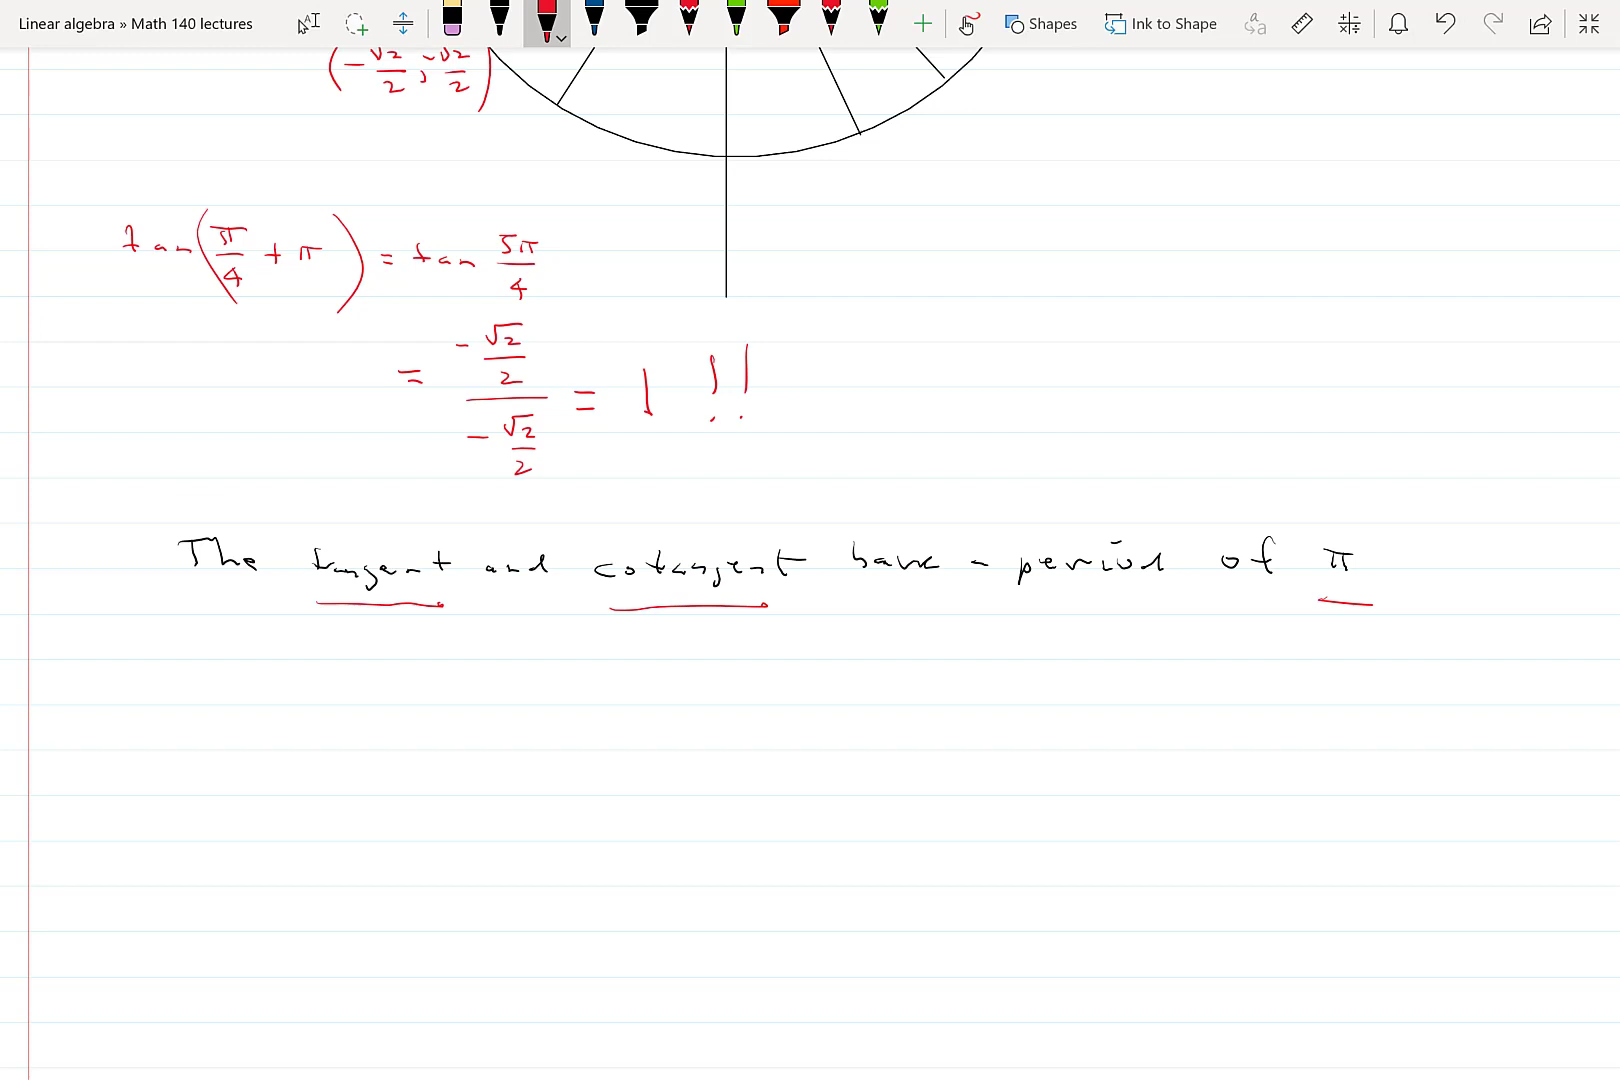 Linear algebra » Math 140 lectures
Shapes
Ink to Shape
(-√2/2, -√2/2)
tan(π/4 + π) = tan 5π/4
= (-√2/2)/(-√2/2) = 1 !!
The tangent and cotangent have a period of π